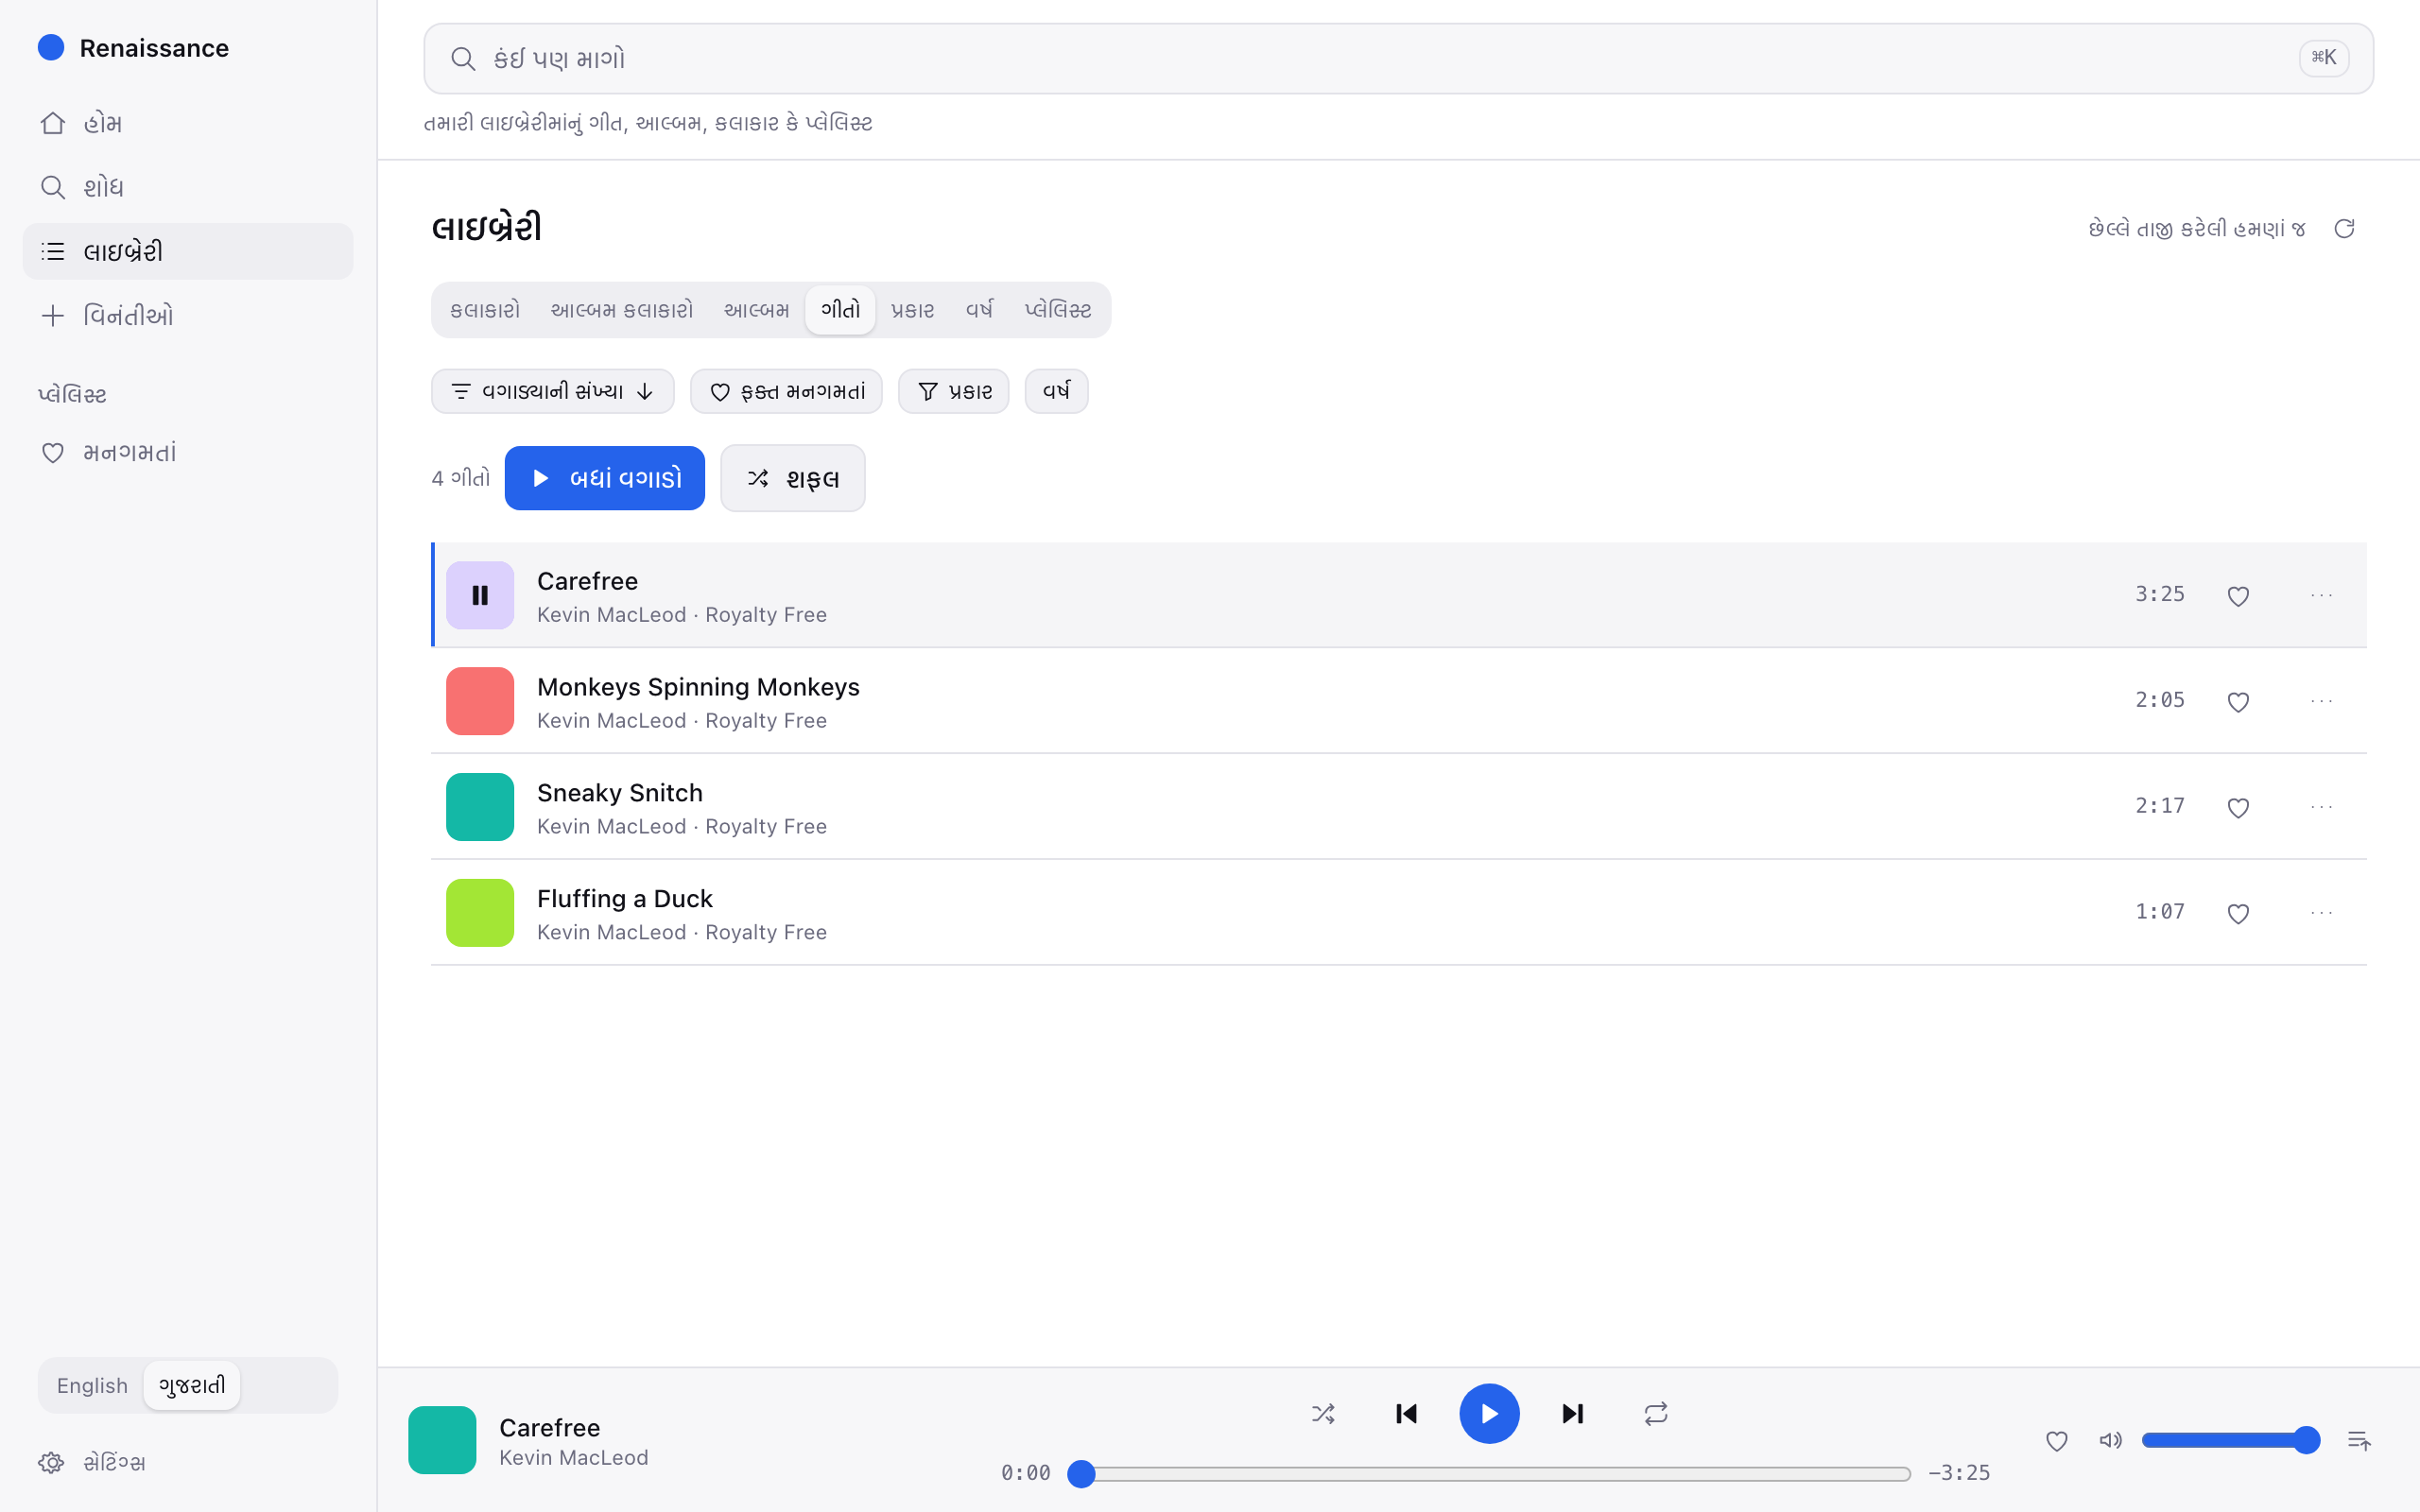 Renaissance
હોમ
શોધ
લાઇબ્રેરી
વિનંતીઓ
પ્લેલિસ્ટ
મનગમતાં
English ગુજરાતી
સેટિંગ્સ
કંઈ પણ માગો ⌘K
તમારી લાઇબ્રેરીમાંનું ગીત, આલ્બમ, કલાકાર કે પ્લેલિસ્ટ
લાઇબ્રેરી છેલ્લે તાજી કરેલી હમણાં જ
કલાકારો આલ્બમ કલાકારો આલ્બમ ગીતો પ્રકાર વર્ષ પ્લેલિસ્ટ
વગાડ્યાની સંખ્યા ફક્ત મનગમતાં પ્રકાર વર્ષ
4 ગીતો બધાં વગાડો શફલ
Carefree 3:25
Kevin MacLeod · Royalty Free
Monkeys Spinning Monkeys 2:05
Kevin MacLeod · Royalty Free
Sneaky Snitch 2:17
Kevin MacLeod · Royalty Free
Fluffing a Duck 1:07
Kevin MacLeod · Royalty Free
Carefree
Kevin MacLeod
0:00 −3:25